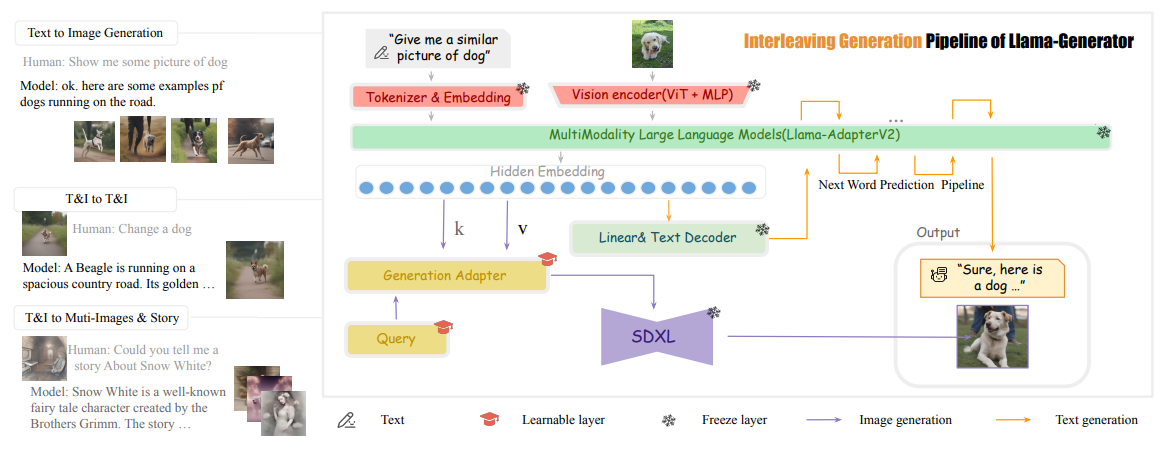 Text to Image Generation
Human: Show me some picture of dog
Model: ok. here are some examples pf
dogs running on the road.
T&I to T&I
Human: Change a dog
Model: A Beagle is running on a
spacious country road. Its golden …
T&I to Muti-Images & Story
Human: Could you tell me a
story About Snow White?
Model: Snow White is a well-known
fairy tale character created by the
Brothers Grimm. The story …
Interleaving Generation Pipeline of Llama-Generator
“Give me a similar
picture of dog”
Tokenizer & Embedding
Vision encoder(ViT + MLP)
...
MultiModality Large Language Models(Llama-AdapterV2)
Hidden Embedding
Next Word Prediction Pipeline
k
v
Linear& Text Decoder
Output
Generation Adapter
“Sure, here is
a dog …”
Query
SDXL
Text
Learnable layer
Freeze layer
Image generation
Text generation